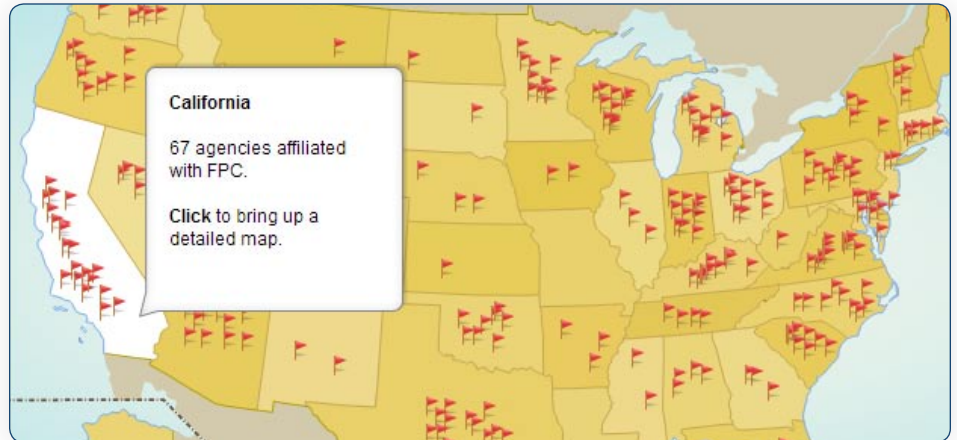 California
67 agencies affiliated
with FPC.
Click to bring up a
detailed map.